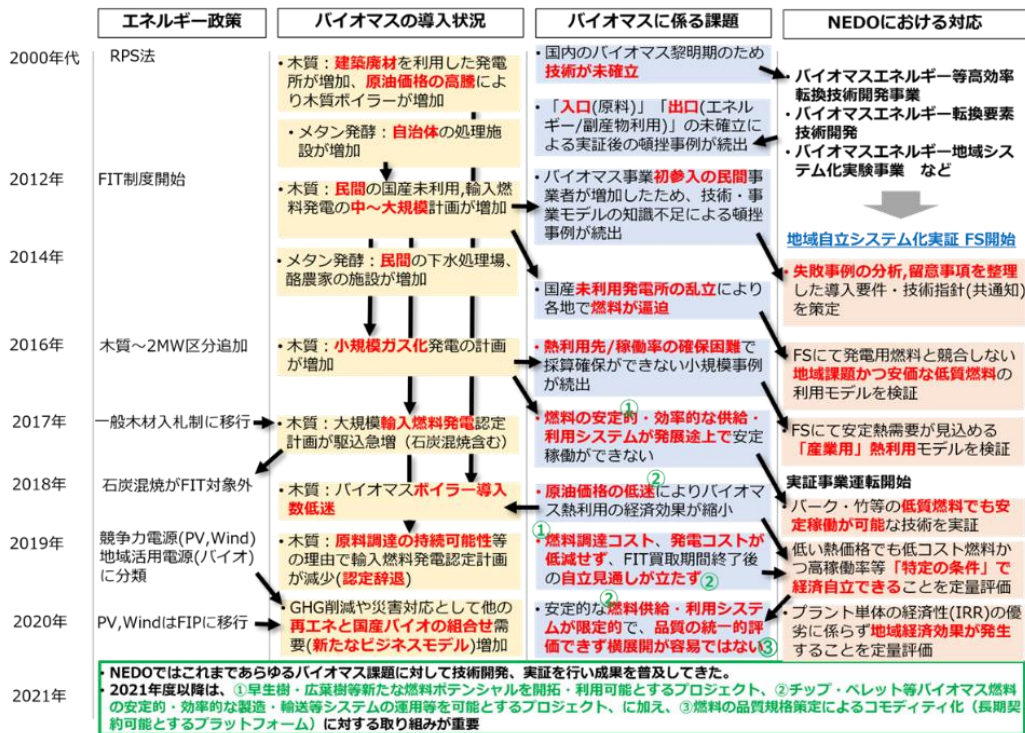 エネルギー政策
バイオマスの導入状況
バイオマスに係る課題
NEDOにおける対応
2000年代
RPS法
・木質：建築廃材を利用した発電
所が増加、原油価格の高騰によ
り木質ボイラーが増加
・国内のバイオマス黎明期のため
技術が未確立
・バイオマスエネルギー等高効率
転換技術開発事業
・バイオマスエネルギー転換要素
技術開発
・バイオマスエネルギー地域シス
テム化実験事業　など
・メタン発酵：自治体の処理施
設が増加
・「入口(原料)」「出口(エネル
ギー/副産物利用)」の未確立に
よる実証後の頓挫事例が続出
2012年
FIT制度開始
・木質：民間の国産未利用,輸入燃
料発電の中～大規模計画が増加
・バイオマス事業初参入の民間事
業者が増加したため、技術・事
業モデルの知識不足による頓挫
事例が続出
地域自立システム化実証 FS開始
2014年
・メタン発酵：民間の下水処理場、
酪農家の施設が増加
・国産未利用発電所の乱立により
各地で燃料が逼迫
・失敗事例の分析,留意事項を整理
した導入要件・技術指針(共通知)
を策定
2016年
木質～2MW区分追加
・木質：小規模ガス化発電の計画
が増加
・熱利用先/稼働率の確保困難で
採算確保ができない小規模事例
が続出
・FSにて発電用燃料と競合しない
地域課題かつ安価な低質燃料の
利用モデルを検証
2017年
一般木材入札制に移行
・木質：大規模輸入燃料発電認定
計画が駆込急増（石炭混焼含む）
①
・燃料の安定的・効率的な供給・
利用システムが発展途上で安定
稼働ができない
・FSにて安定熱需要が見込める
「産業用」熱利用モデルを検証
2018年
石炭混焼がFIT対象外
・木質：バイオマスボイラー導入
数低迷
②
・原油価格の低迷によりバイオマ
ス熱利用の経済効果が縮小
実証事業運転開始
・バーク・竹等の低質燃料でも安
定稼働が可能な技術を実証
2019年
競争力電源(PV,Wind)
地域活用電源(バイオ)
に分類
・木質：原料調達の持続可能性等
の理由で輸入燃料発電認定計画
が減少(認定辞退)
①
・燃料調達コスト、発電コストが
低減せず、FIT買取期間終了後
の自立見通しが立たず
②
・低い熱価格でも低コスト燃料か
つ高稼働率等「特定の条件」で
経済自立できることを定量評価
2020年
PV,WindはFIPに移行
・GHG削減や災害対応として他の
再エネと国産バイオの組合せ需
要(新たなビジネスモデル)増加
②
・安定的な燃料供給・利用システ
ムが限定的で、品質の統一的評
価できず横展開が容易ではない
③
・プラント単体の経済性(IRR)の優
劣に係らず地域経済効果が発生
することを定量評価
2021年
・NEDOではこれまであらゆるバイオマス課題に対して技術開発、実証を行い成果を普及してきた。
・2021年度以降は、①早生樹・広葉樹等新たな燃料ポテンシャルを開拓・利用可能とするプロジェクト、②チップ・ペレット等バイオマス燃料
の安定的・効率的な製造・輸送等システムの運用等を可能とするプロジェクト、に加え、③燃料の品質規格策定によるコモディティ化（長期契
約可能とするプラットフォーム）に対する取り組みが重要